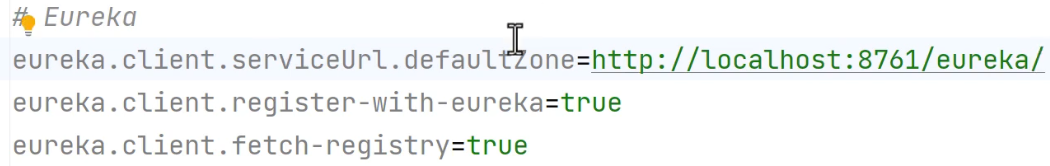 # Eureka
eureka.client.serviceUrl.defaultZone=http://localhost:8761/eureka/
eureka.client.register-with-eureka=true
eureka.client.fetch-registry=true